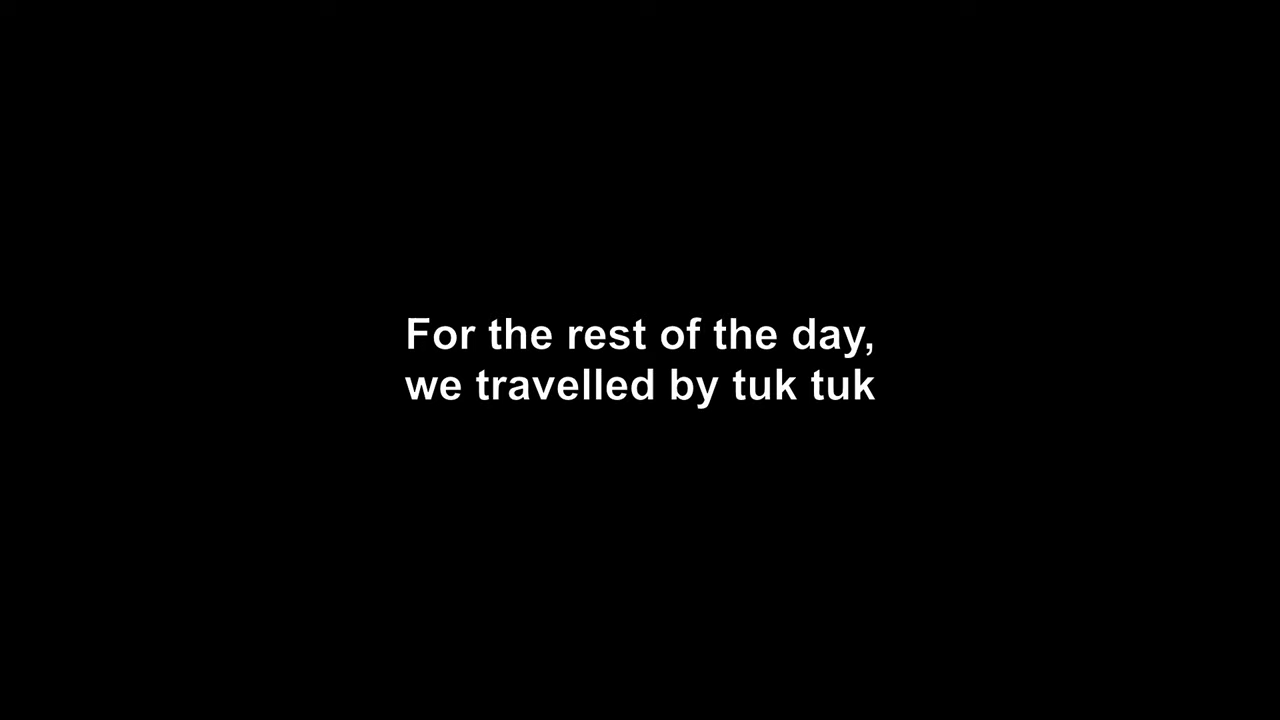 For the rest of the day,
we travelled by tuk tuk